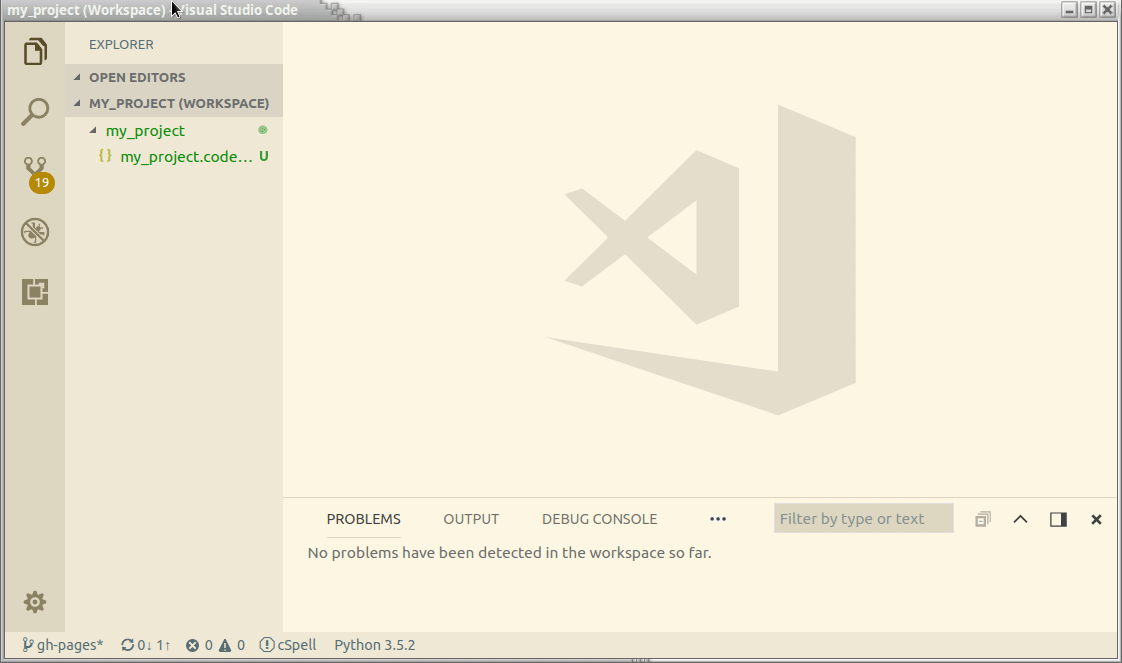 my_project (Workspace) Visual Studio Code
EXPLORER
OPEN EDITORS
MY_PROJECT (WORKSPACE)
my_project
{} my_project.code... U
19
PROBLEMS OUTPUT DEBUG CONSOLE ... Filter by type or text
No problems have been detected in the workspace so far.
gh-pages* 0↓ 1↑ 0 0 cSpell Python 3.5.2